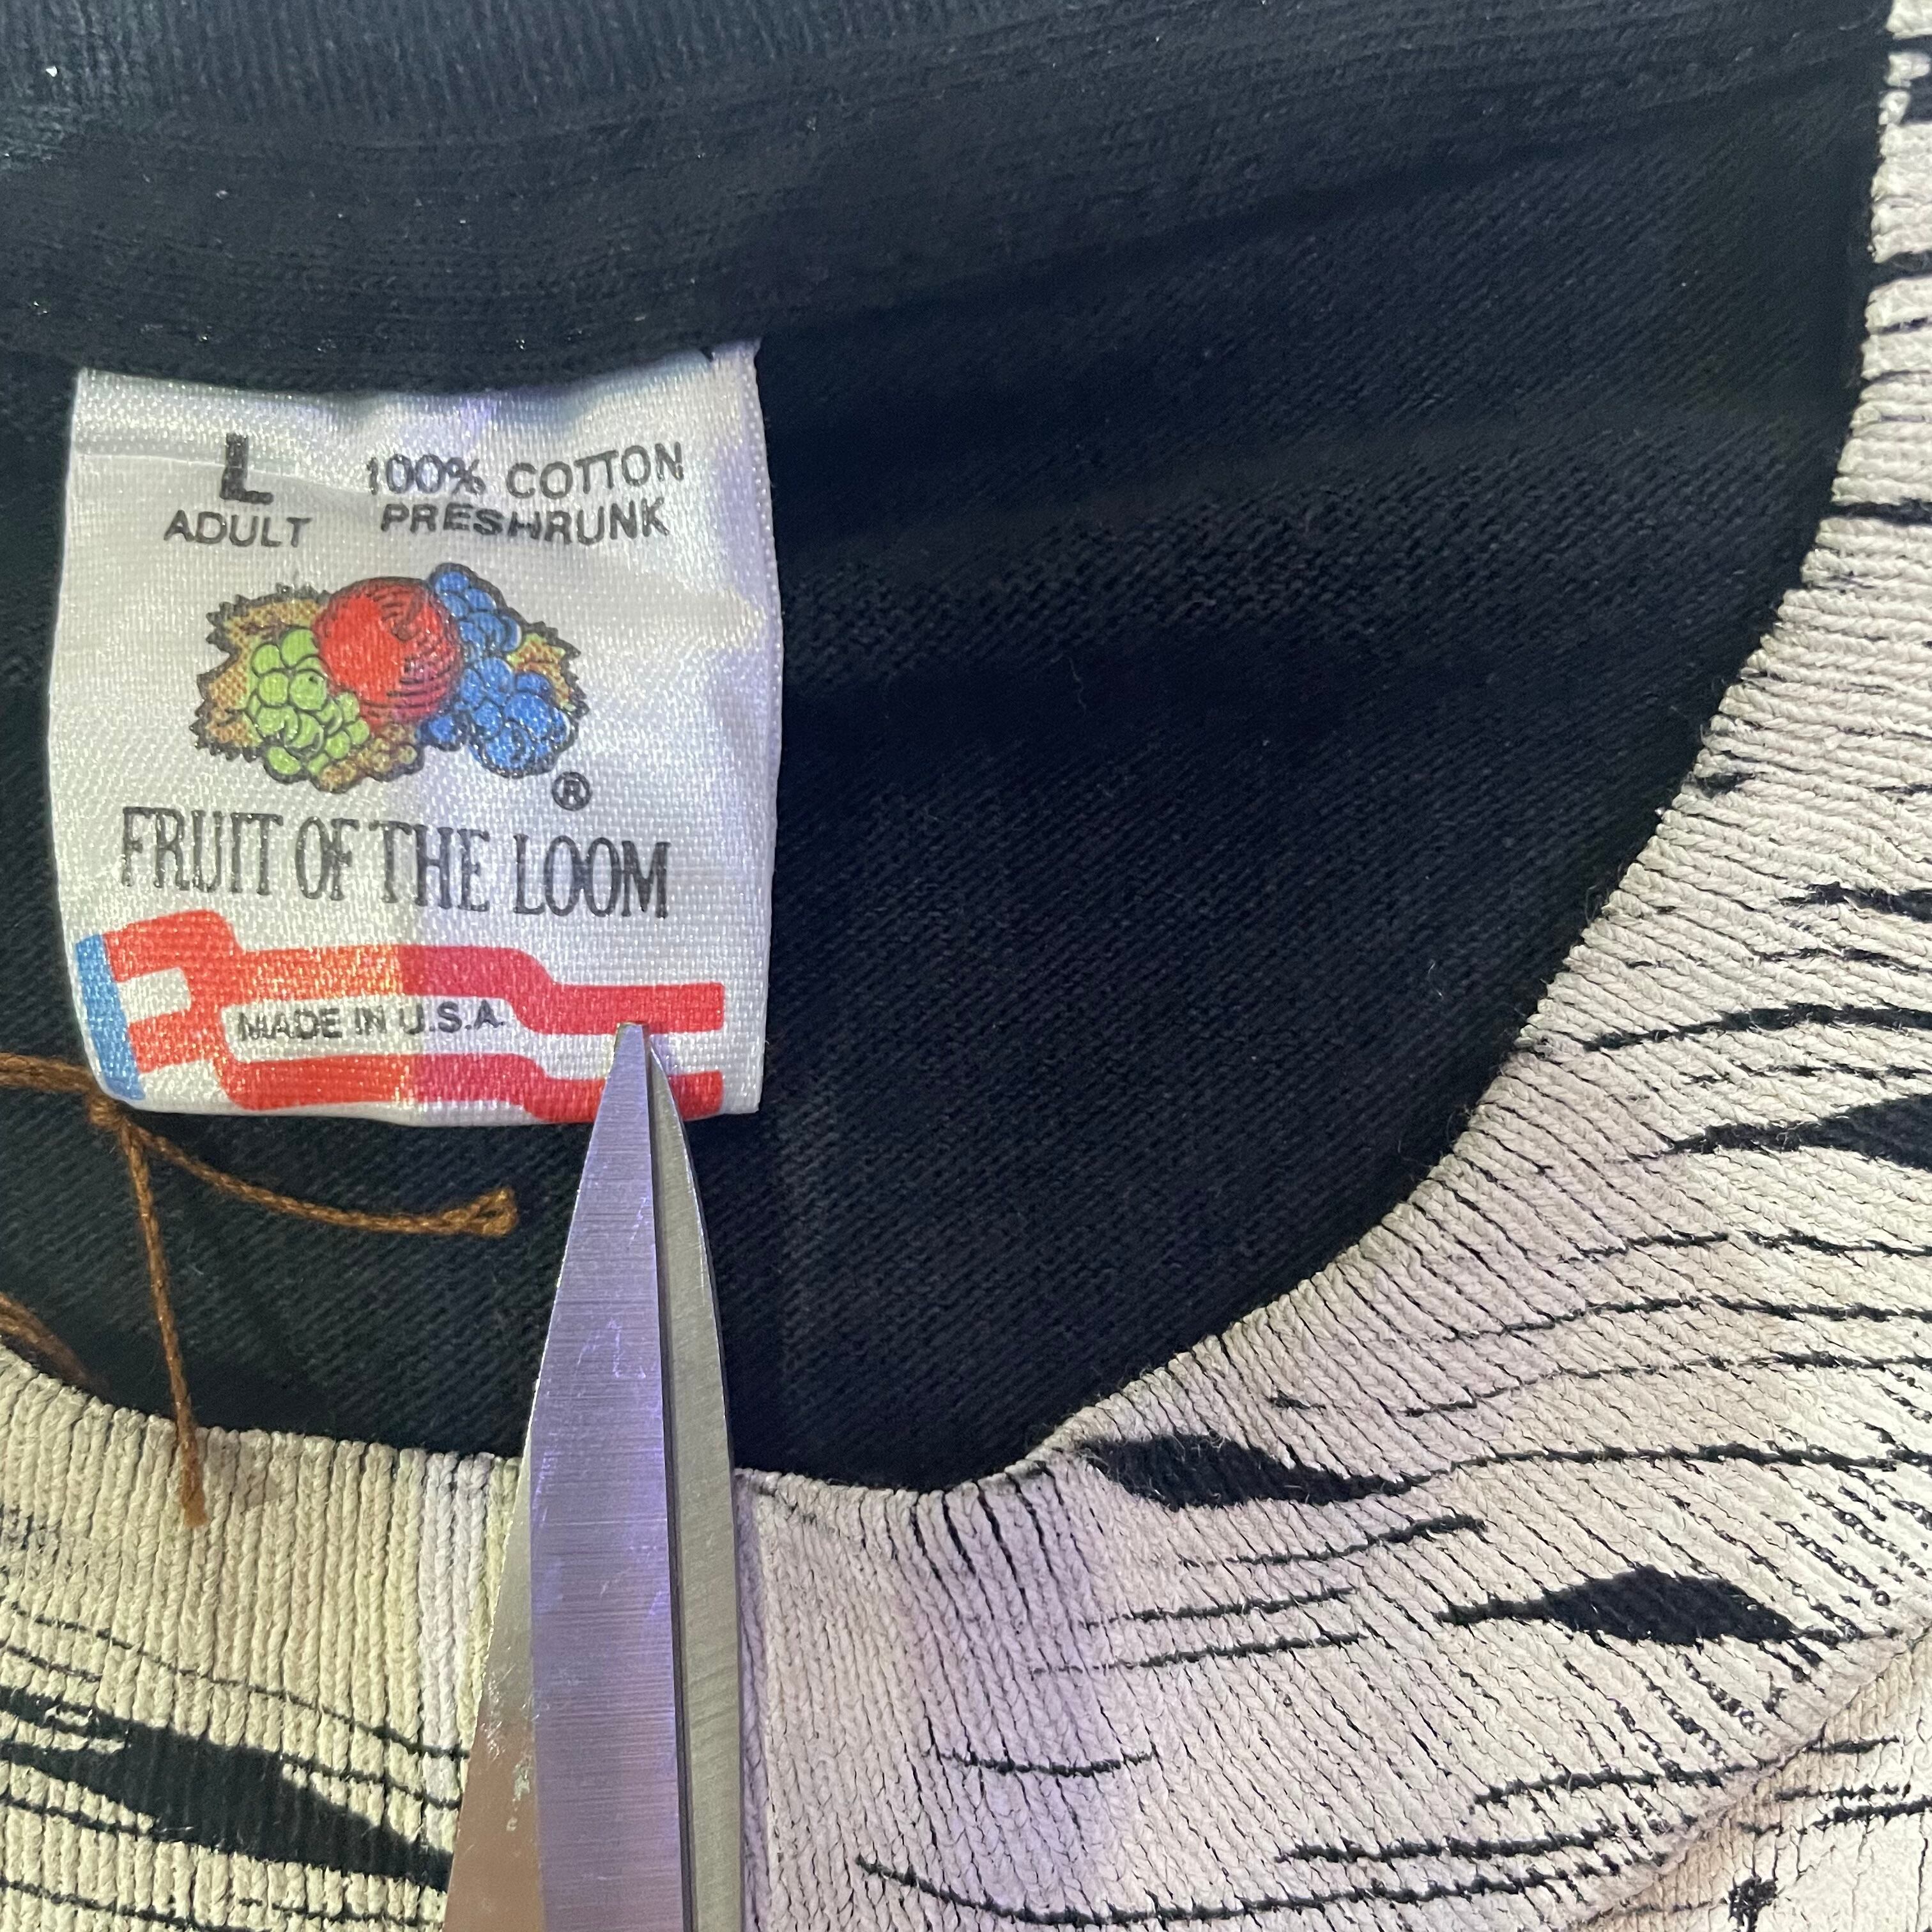 L 100% COTTON
ADULT PRESHRUNK
®
FRUIT OF THE LOOM
MADE IN U.S.A.